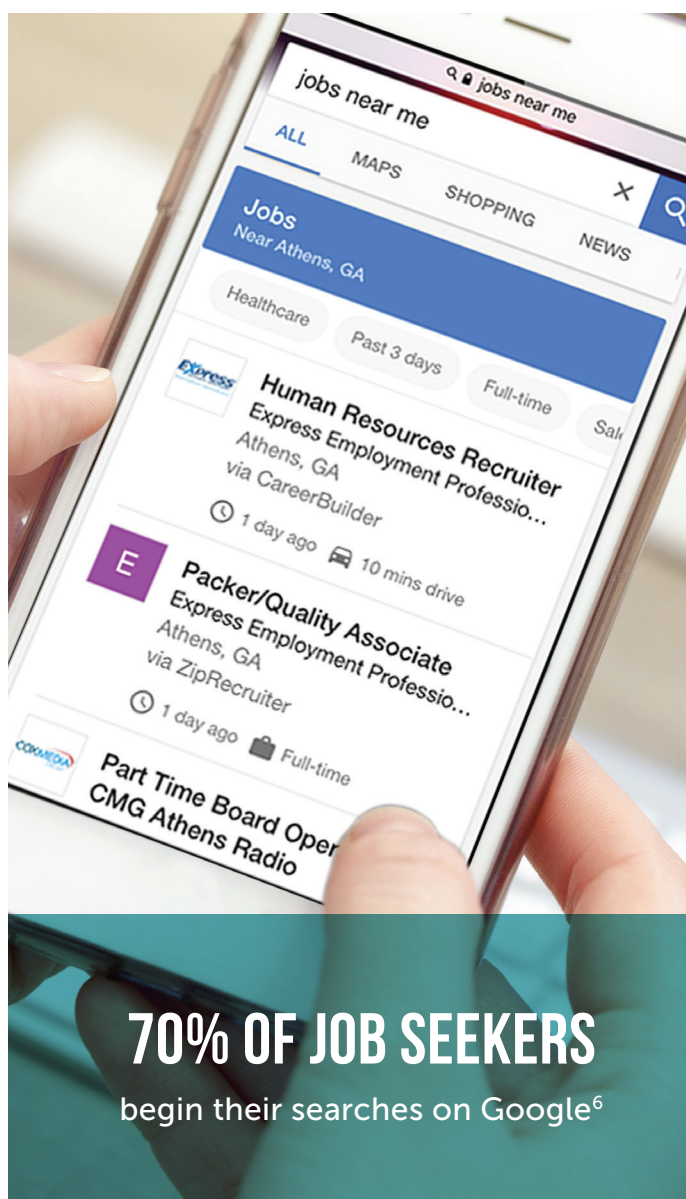 jobs near me
jobs near me
ALL MAPS SHOPPING NEWS
Jobs
Near Athens, GA
Healthcare Past 3 days Full-time
Express
Human Resources Recruiter
Express Employment Professio...
Athens, GA
via CareerBuilder
1 day ago 10 mins drive
E
Packer/Quality Associate
Express Employment Professio...
Athens, GA
via ZipRecruiter
1 day ago Full-time
COXMEDIA
Part Time Board Oper
CMG Athens Radio
70% OF JOB SEEKERS
begin their searches on Google⁶